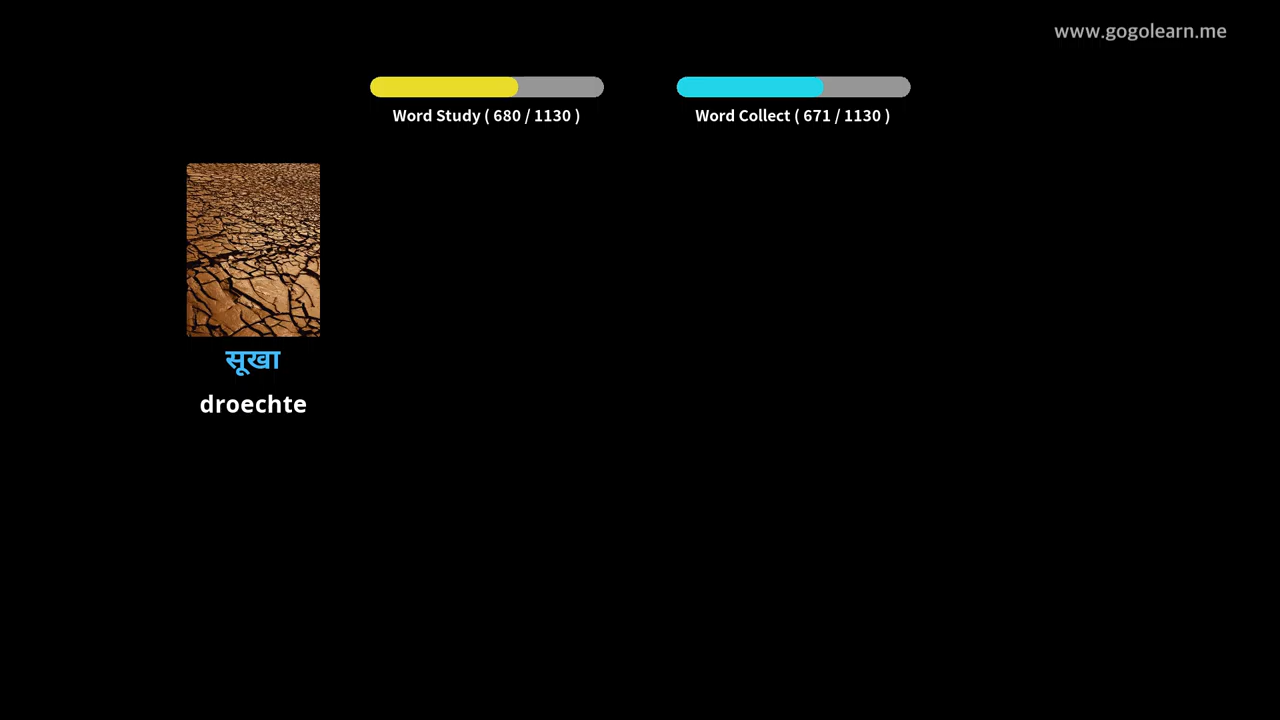 www.gogolearn.me
Word Study ( 680 / 1130 )
Word Collect ( 671 / 1130 )
सूखा
droechte